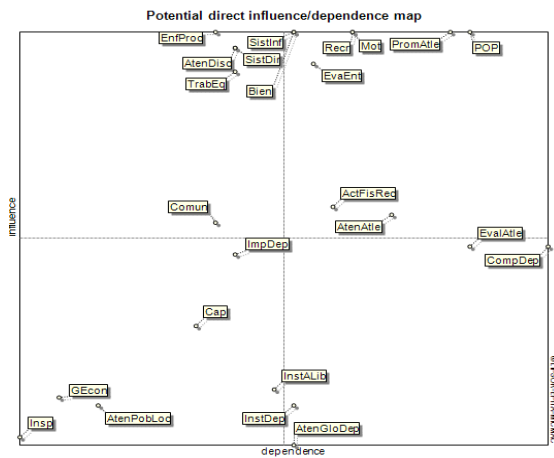 Potential direct influence/dependence map
EnfProd
SistInf
Recr
Mot
PromAtle
POP
AtenDisc
SistDir
TrabEq
Bien
EvaEnt
ActFisRec
Comun
AtenAtle
EvalAtle
ImpDep
CompDep
Cap
InstALib
GEcon
AtenPobLoc
InstDep
Insp
AtenGloDep
influence
dependence